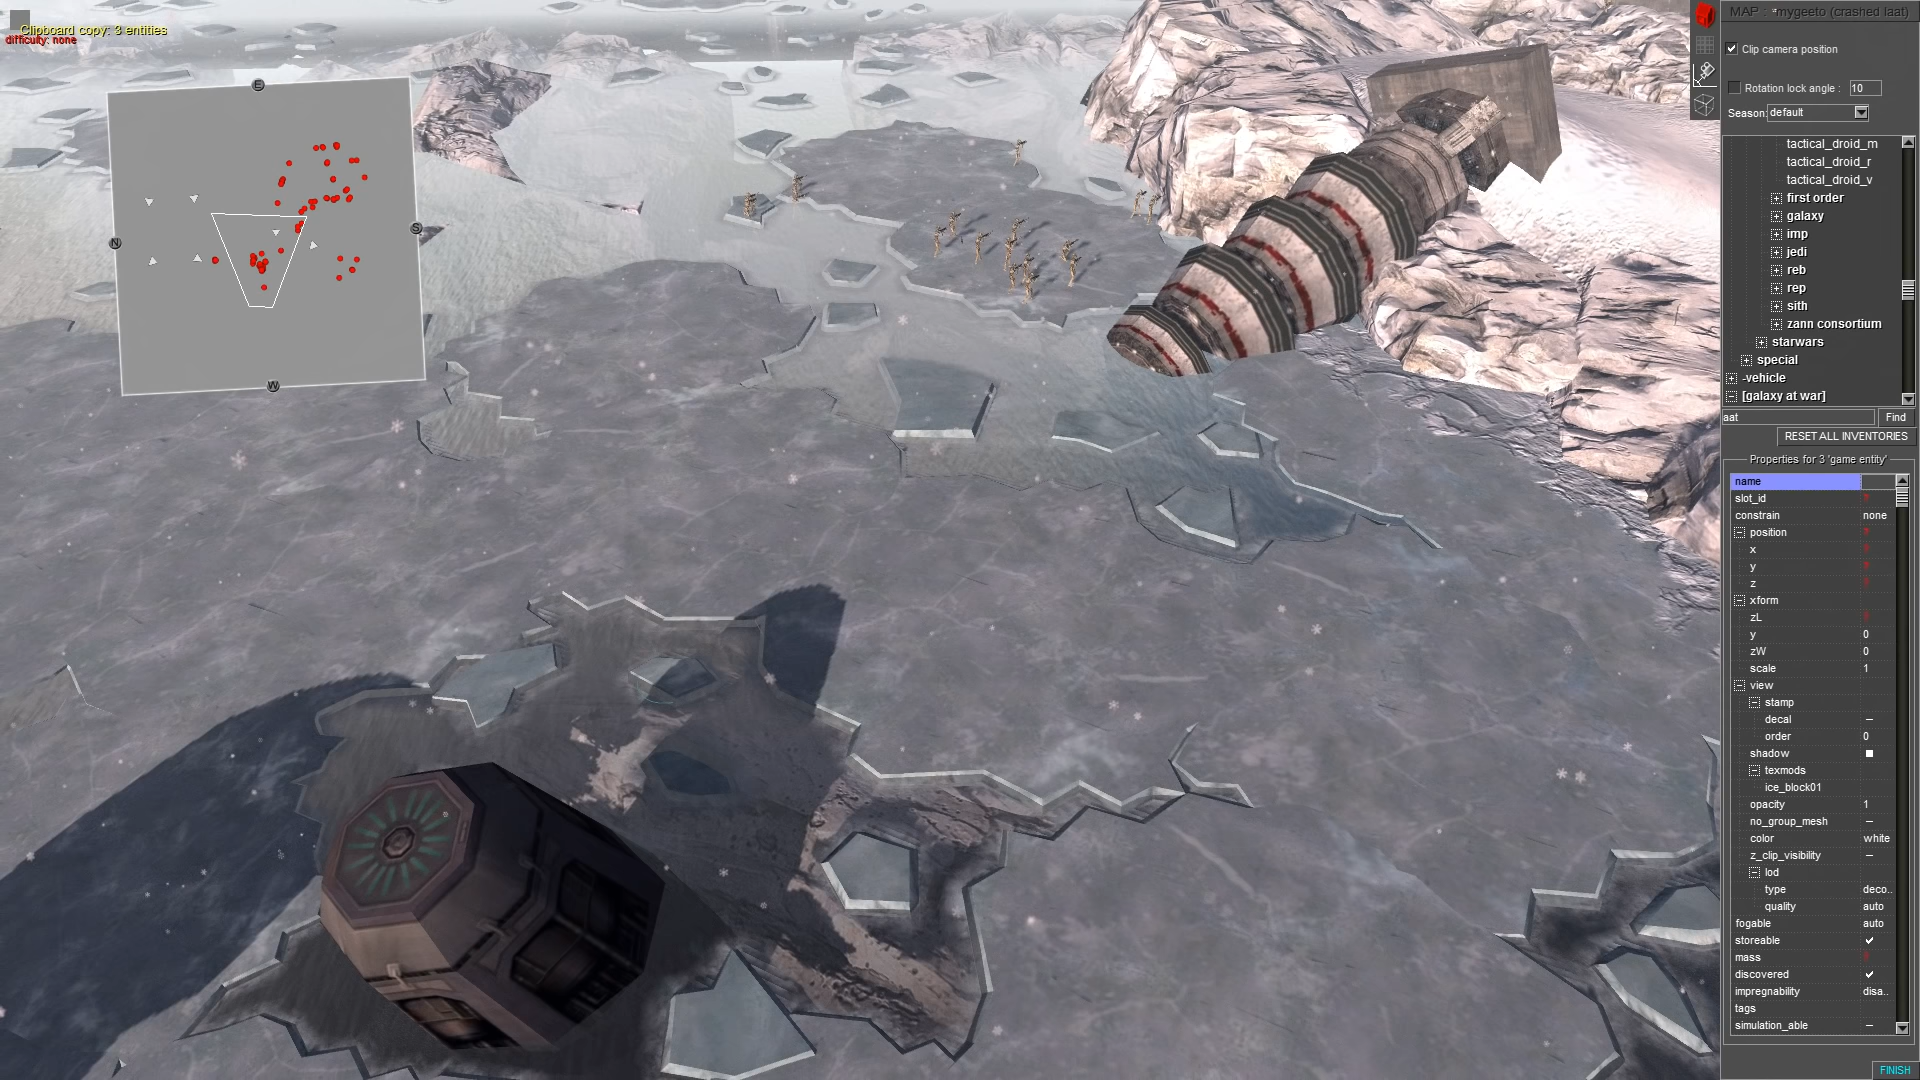 Clipboard copy: 3 entities
difficulty: none
E
N
S
W
MAP : *mygeeto (crashed laat)
Clip camera position
Rotation lock angle : 10
Season: default
tactical_droid_m
tactical_droid_r
tactical_droid_v
first order
galaxy
imp
jedi
reb
rep
sith
zann consortium
starwars
special
-vehicle
[galaxy at war]
aat Find
RESET ALL INVENTORIES
Properties for 3 'game entity'
name
slot_id ?
constrain none
position ?
x ?
y ?
z ?
xform
zL ?
y 0
zW 0
scale 1
view
stamp
decal –
order 0
shadow
texmods
ice_block01
opacity 1
no_group_mesh –
color white
z_clip_visibility –
lod
type deco..
quality auto
fogable auto
storeable
mass ?
discovered
impregnability disa..
tags
simulation_able –
FINISH